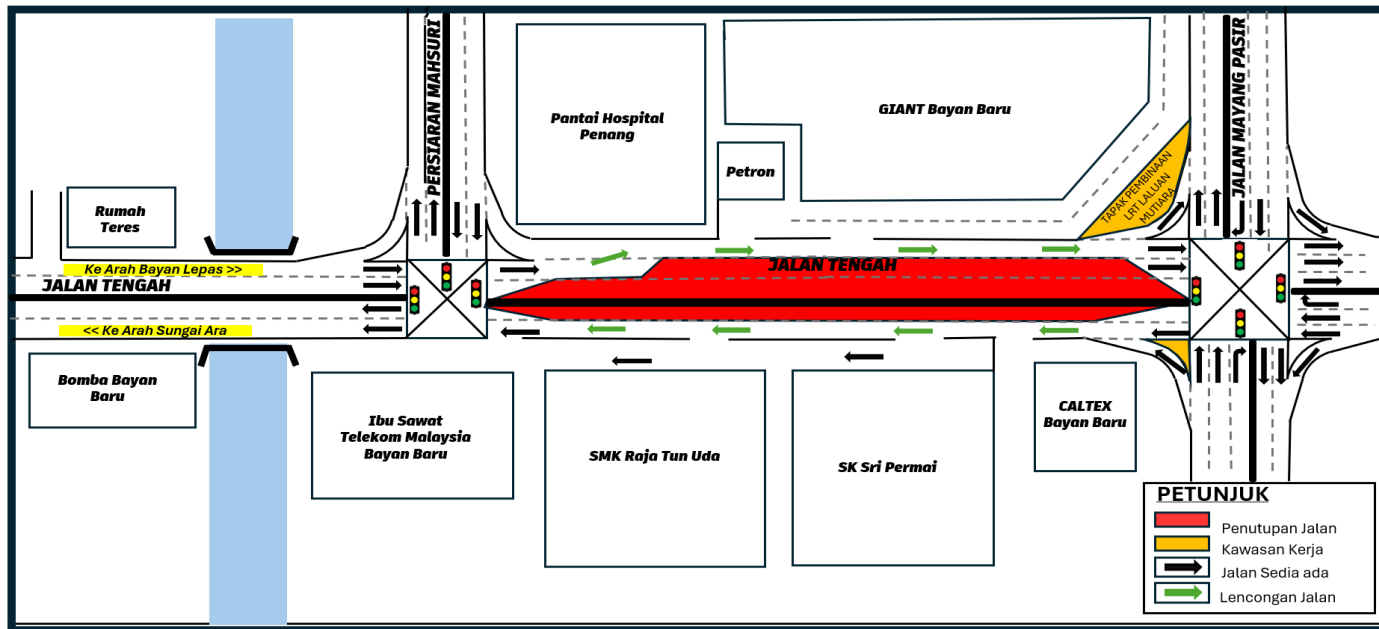 PERSIARAN MAHSURI
Pantai Hospital
Penang
Petron
GIANT Bayan Baru
JALAN MAYANG PASIR
TAPAK PEMBINAAN
LRT LALUAN
MUTIARA
Rumah
Teres
Ke Arah Bayan Lepas >>
JALAN TENGAH
JALAN TENGAH
<< Ke Arah Sungai Ara
Bomba Bayan
Baru
Ibu Sawat
Telekom Malaysia
Bayan Baru
SMK Raja Tun Uda
SK Sri Permai
CALTEX
Bayan Baru
PETUNJUK
Penutupan Jalan
Kawasan Kerja
Jalan Sedia ada
Lencongan Jalan